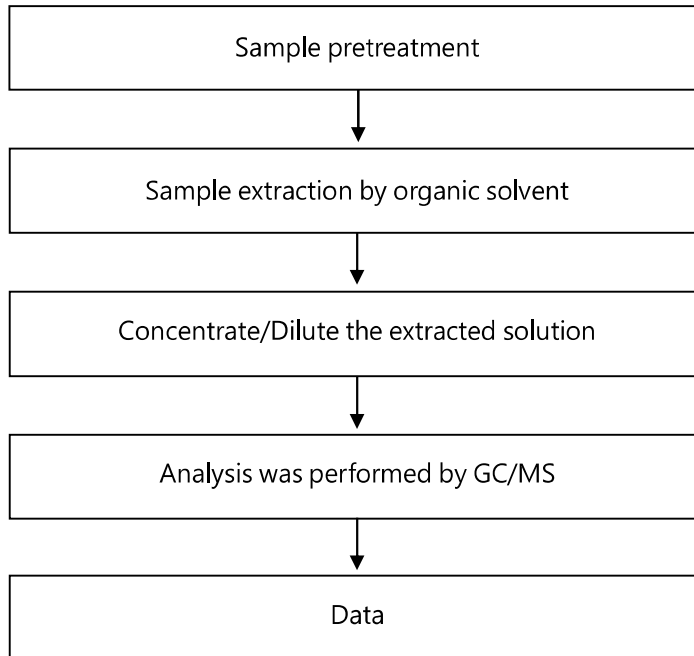 Sample pretreatment
Sample extraction by organic solvent
Concentrate/Dilute the extracted solution
Analysis was performed by GC/MS
Data